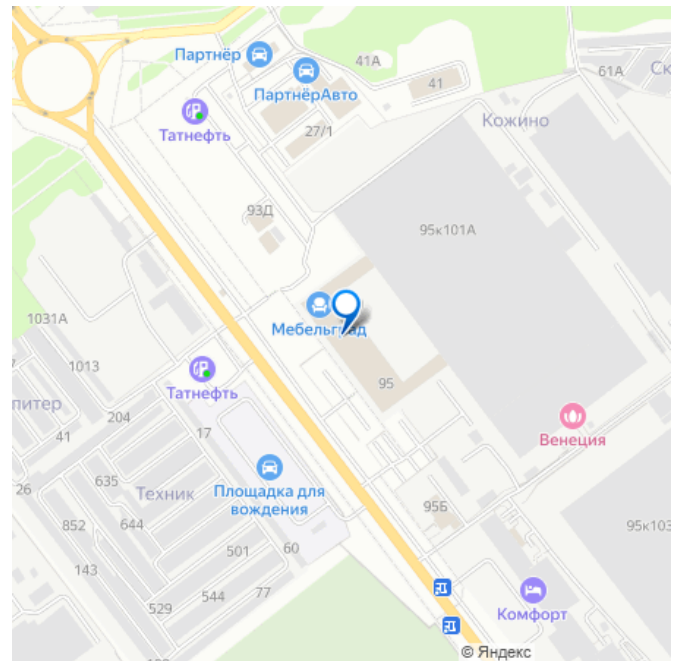 Партнёр
41А
61А
Ск
ПартнёрАвто
41
Татнефть
27/1
Кожино
93Д
95к101А
Мебельград
1031А
1013
Татнефть
95
питер
204
41
17
Венеция
635
26
Техник
Площадка для
вождения
95Б
852
644
95к103
501
60
143
544
77
529
Комфорт
© Яндекс